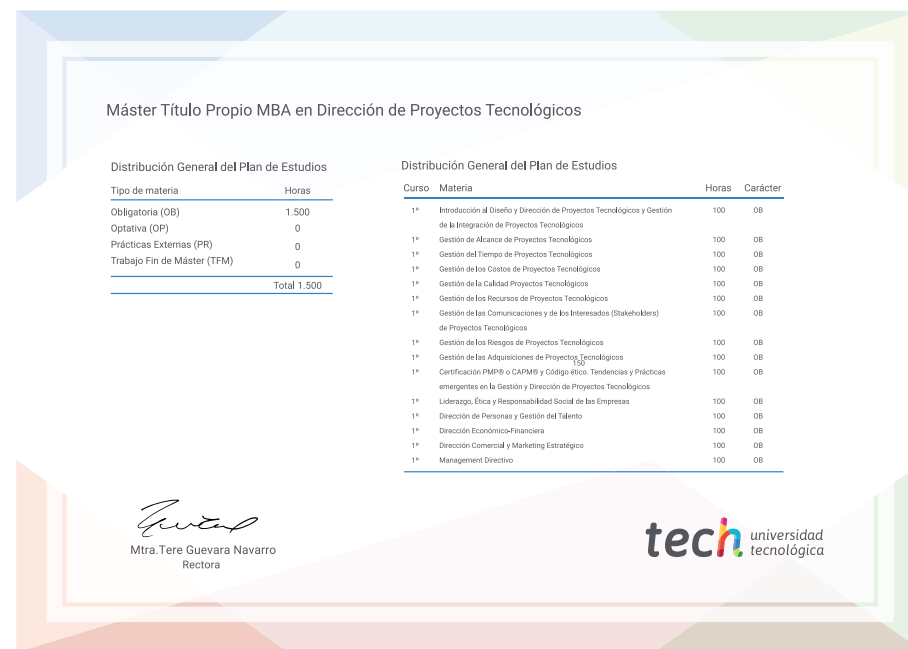 Máster Título Propio MBA en Dirección de Proyectos Tecnológicos
Distribución General del Plan de Estudios
Tipo de materia Horas
Obligatoria (OB) 1.500
Optativa (OP) 0
Prácticas Externas (PR) 0
Trabajo Fin de Máster (TFM) 0
Total 1.500
Distribución General del Plan de Estudios
Curso Materia Horas Carácter
1º Introducción al Diseño y Dirección de Proyectos Tecnológicos y Gestión 100 OB
de la Integración de Proyectos Tecnológicos
1º Gestión de Alcance de Proyectos Tecnológicos 100 OB
1º Gestión del Tiempo de Proyectos Tecnológicos 100 OB
1º Gestión de los Costos de Proyectos Tecnológicos 100 OB
1º Gestión de la Calidad Proyectos Tecnológicos 100 OB
1º Gestión de los Recursos de Proyectos Tecnológicos 100 OB
1º Gestión de las Comunicaciones y de los Interesados (Stakeholders) 100 OB
de Proyectos Tecnológicos
1º Gestión de los Riesgos de Proyectos Tecnológicos 100 OB
1º Gestión de las Adquisiciones de Proyectos Tecnológicos 100 OB
150
1º Certificación PMP® o CAPM® y Código ético. Tendencias y Prácticas 100 OB
emergentes en la Gestión y Dirección de Proyectos Tecnológicos
1º Liderazgo, Ética y Responsabilidad Social de las Empresas 100 OB
1º Dirección de Personas y Gestión del Talento 100 OB
1º Dirección Económico-Financiera 100 OB
1º Dirección Comercial y Marketing Estratégico 100 OB
1º Management Directivo 100 OB
Mtra.Tere Guevara Navarro
Rectora
tech universidad
tecnológica